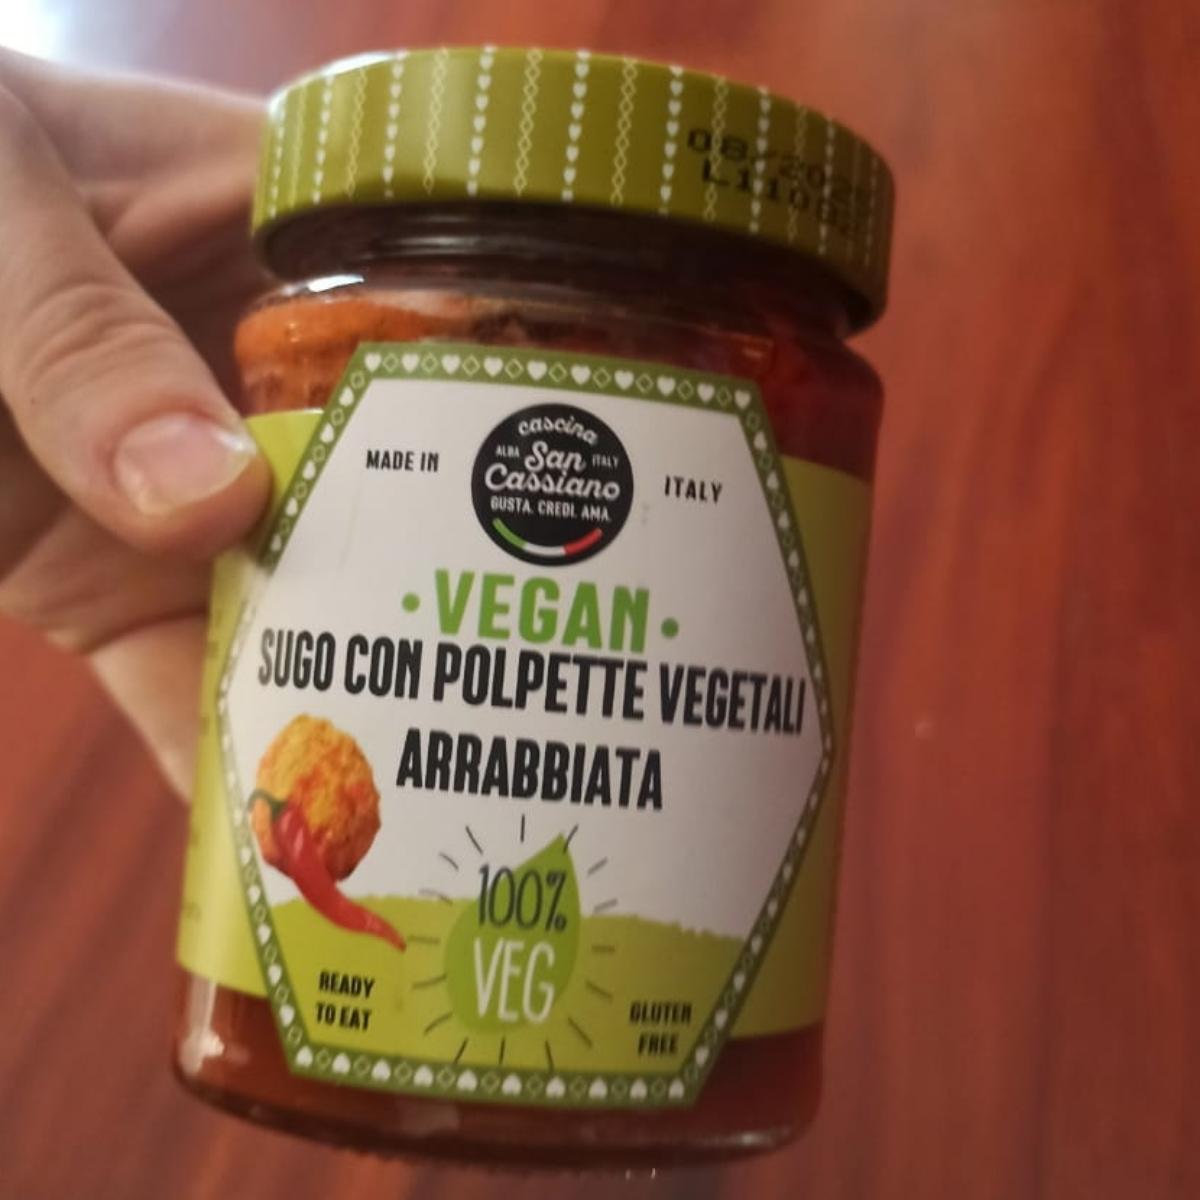 MADE IN
cascina
ALBA San ITALY
Cassiano
GUSTA. CREDI. AMA.
ITALY
• VEGAN •
SUGO CON POLPETTE VEGETALI
ARRABBIATA
100%
VEG
READY
TO EAT
GLUTEN
FREE